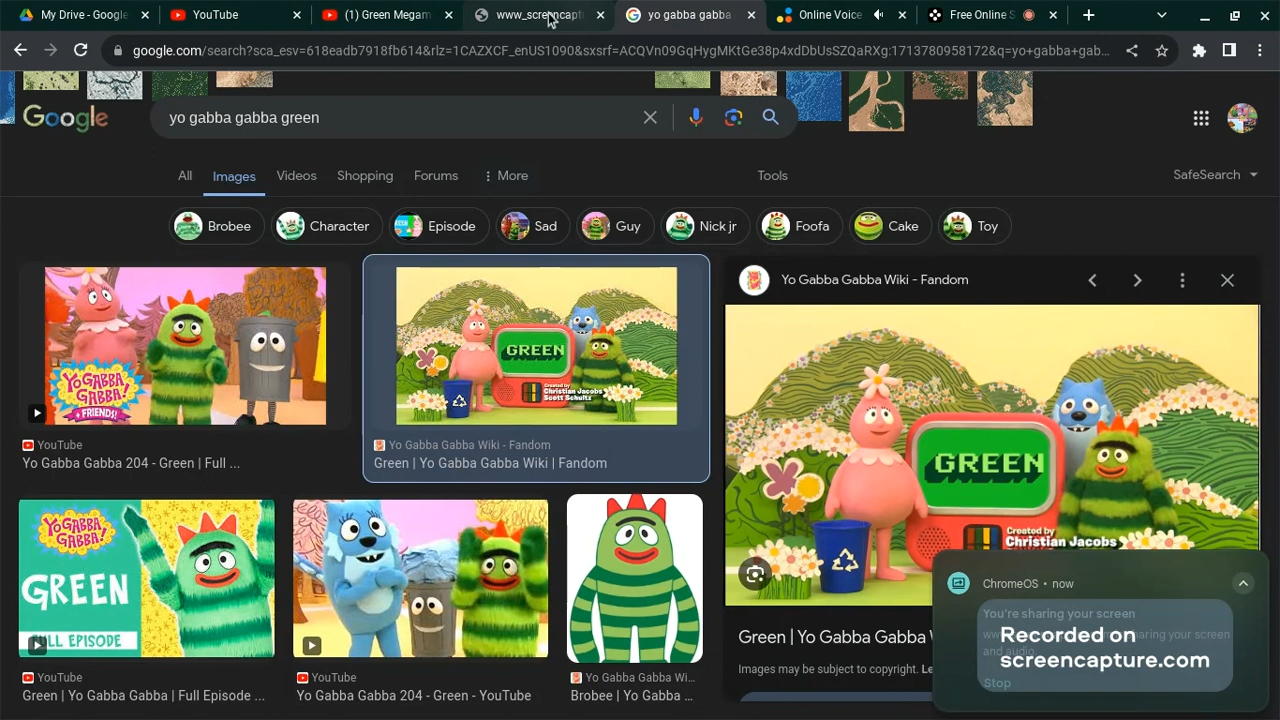 My Drive - Google
YouTube
(1) Green Megam
www_screencapt
yo gabba gabba
Online Voice
Free Online S
google.com/search?sca_esv=618eadb7918fb614&rlz=1CAZXCF_enUS1090&sxsrf=ACQVn09GqHygMKtGe38p4xdDbUsSZQaRXg:1713780958172&q=yo+gabba+gab...
Google
yo gabba gabba green
All
Images
Videos
Shopping
Forums
More
Tools
SafeSearch
Brobee
Character
Episode
Sad
Guy
Nick jr
Foofa
Cake
Toy
YO GABBA
GABBA!
+ FRIENDS!
YouTube
Yo Gabba Gabba 204 - Green | Full ...
GREEN
Created by
Christian Jacobs
Scott Schultz
Yo Gabba Gabba Wiki - Fandom
Green | Yo Gabba Gabba Wiki | Fandom
Yo Gabba Gabba Wiki - Fandom
GREEN
Created by
Christian Jacobs
YO GABBA
GABBA!
GREEN
FULL EPISODE
YouTube
Green | Yo Gabba Gabba | Full Episode ...
YouTube
Yo Gabba Gabba 204 - Green - YouTube
Yo Gabba Gabba Wi...
Brobee | Yo Gabba ...
Green | Yo Gabba Gabba
Images may be subject to copyright.
ChromeOS • now
You're sharing your screen
sharing your screen
and audio.
Stop
Recorded on
screencapture.com